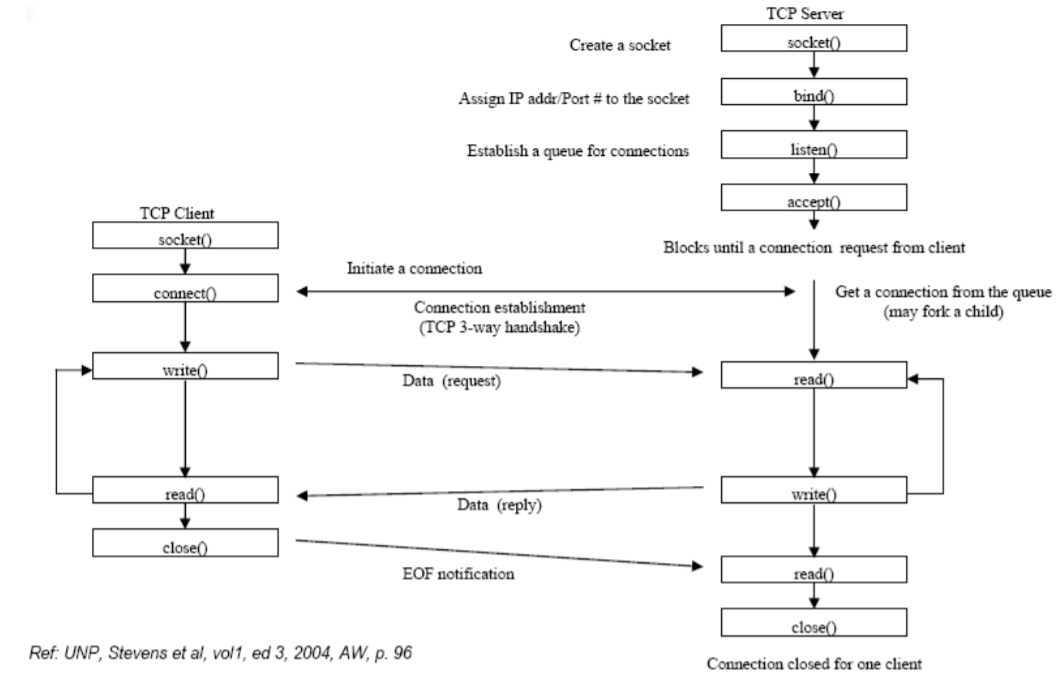 TCP Server
Create a socket
socket()
Assign IP addr/Port # to the socket
bind()
Establish a queue for connections
listen()
accept()
TCP Client
socket()
Blocks until a connection request from client
Initiate a connection
connect()
Connection establishment
(TCP 3-way handshake)
Get a connection from the queue
(may fork a child)
write()
Data (request)
read()
read()
Data (reply)
write()
close()
EOF notification
read()
close()
Ref: UNP, Stevens et al, vol1, ed 3, 2004, AW, p. 96
Connection closed for one client